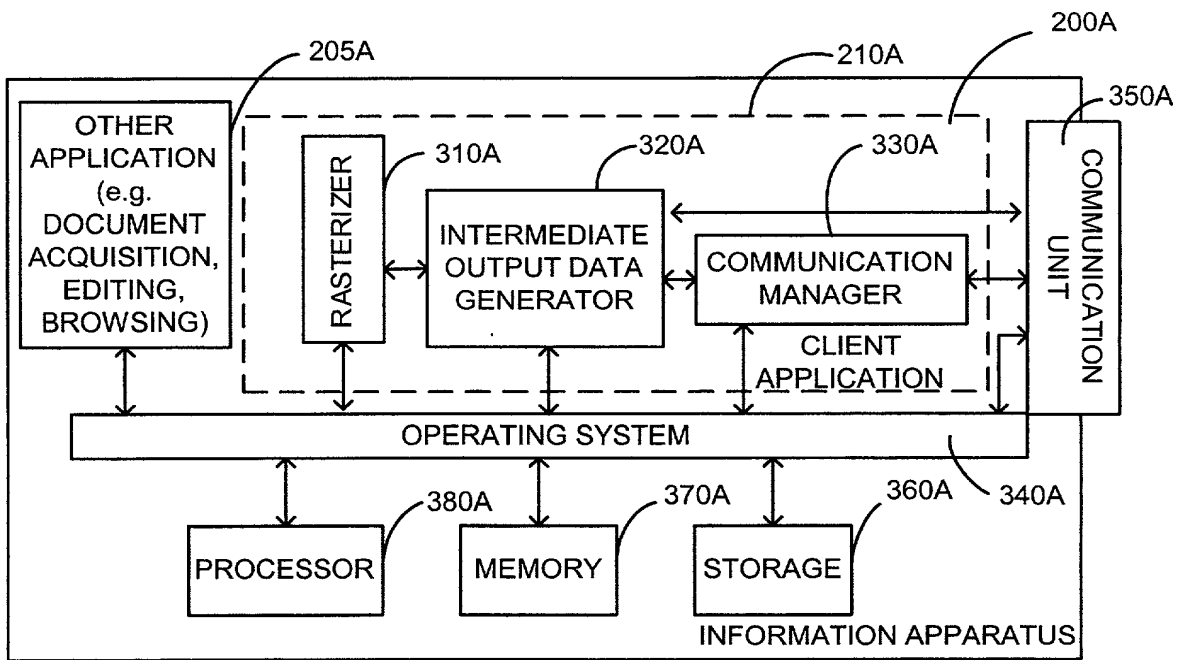 200A
205A
210A
350A
OTHER
APPLICATION
(e.g.
DOCUMENT
ACQUISITION,
EDITING,
BROWSING)
RASTERIZER
310A
320A
330A
INTERMEDIATE
OUTPUT DATA
GENERATOR
COMMUNICATION
MANAGER
CLIENT
APPLICATION
COMMUNICATION
UNIT
OPERATING SYSTEM
380A
370A
360A
340A
PROCESSOR
MEMORY
STORAGE
INFORMATION APPARATUS